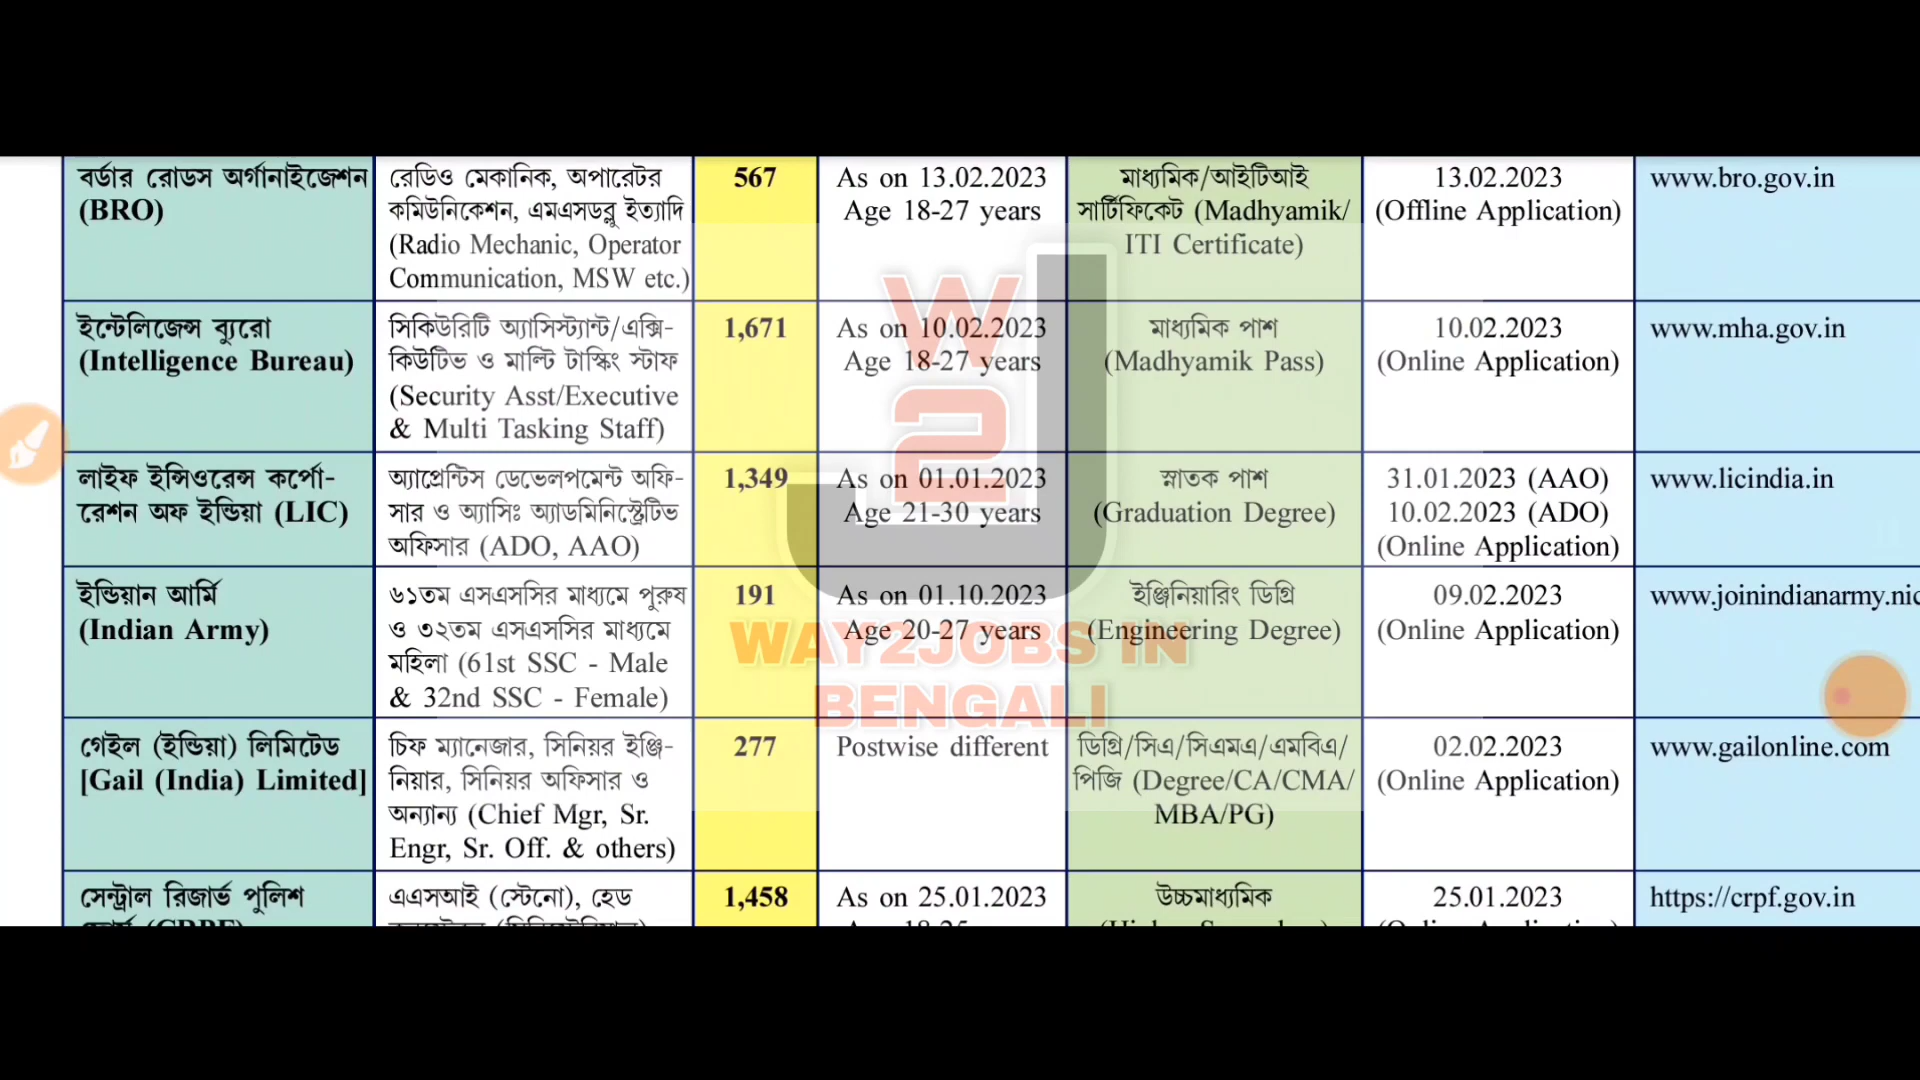 বর্ডার রোডস অর্গানাইজেশন
(BRO)
রেডিও মেকানিক, অপারেটর
কমিউনিকেশন, এমএসডব্লু ইত্যাদি
(Radio Mechanic, Operator
Communication, MSW etc.)
567
As on 13.02.2023
Age 18-27 years
মাধ্যমিক/আইটিআই
সার্টিফিকেট (Madhyamik/
ITI Certificate)
13.02.2023
(Offline Application)
www.bro.gov.in
ইন্টেলিজেন্স ব্যুরো
(Intelligence Bureau)
সিকিউরিটি অ্যাসিস্ট্যান্ট/এক্সি-
কিউটিভ ও মাল্টি টাস্কিং স্টাফ
(Security Asst/Executive
& Multi Tasking Staff)
1,671
As on 10.02.2023
Age 18-27 years
মাধ্যমিক পাশ
(Madhyamik Pass)
10.02.2023
(Online Application)
www.mha.gov.in
লাইফ ইন্সিওরেন্স কর্পো-
রেশন অফ ইন্ডিয়া (LIC)
অ্যাপ্রেন্টিস ডেভেলপমেন্ট অফি-
সার ও অ্যাসিঃ অ্যাডমিনিস্ট্রেটিভ
অফিসার (ADO, AAO)
1,349
As on 01.01.2023
Age 21-30 years
স্নাতক পাশ
(Graduation Degree)
31.01.2023 (AAO)
10.02.2023 (ADO)
(Online Application)
www.licindia.in
ইন্ডিয়ান আর্মি
(Indian Army)
৬১তম এসএসসির মাধ্যমে পুরুষ
ও ৩২তম এসএসসির মাধ্যমে
মহিলা (61st SSC - Male
& 32nd SSC - Female)
191
As on 01.10.2023
Age 20-27 years
ইঞ্জিনিয়ারিং ডিগ্রি
(Engineering Degree)
09.02.2023
(Online Application)
www.joinindianarmy.nic
গেইল (ইন্ডিয়া) লিমিটেড
[Gail (India) Limited]
চিফ ম্যানেজার, সিনিয়র ইঞ্জি-
নিয়ার, সিনিয়র অফিসার ও
অন্যান্য (Chief Mgr, Sr.
Engr, Sr. Off. & others)
277
Postwise different
ডিগ্রি/সিএ/সিএমএ/এমবিএ/
পিজি (Degree/CA/CMA/
MBA/PG)
02.02.2023
(Online Application)
www.gailonline.com
সেন্ট্রাল রিজার্ভ পুলিশ
এএসআই (স্টেনো), হেড
1,458
As on 25.01.2023
উচ্চমাধ্যমিক
25.01.2023
https://crpf.gov.in
W2J
WAY2JOBS IN
BENGALI